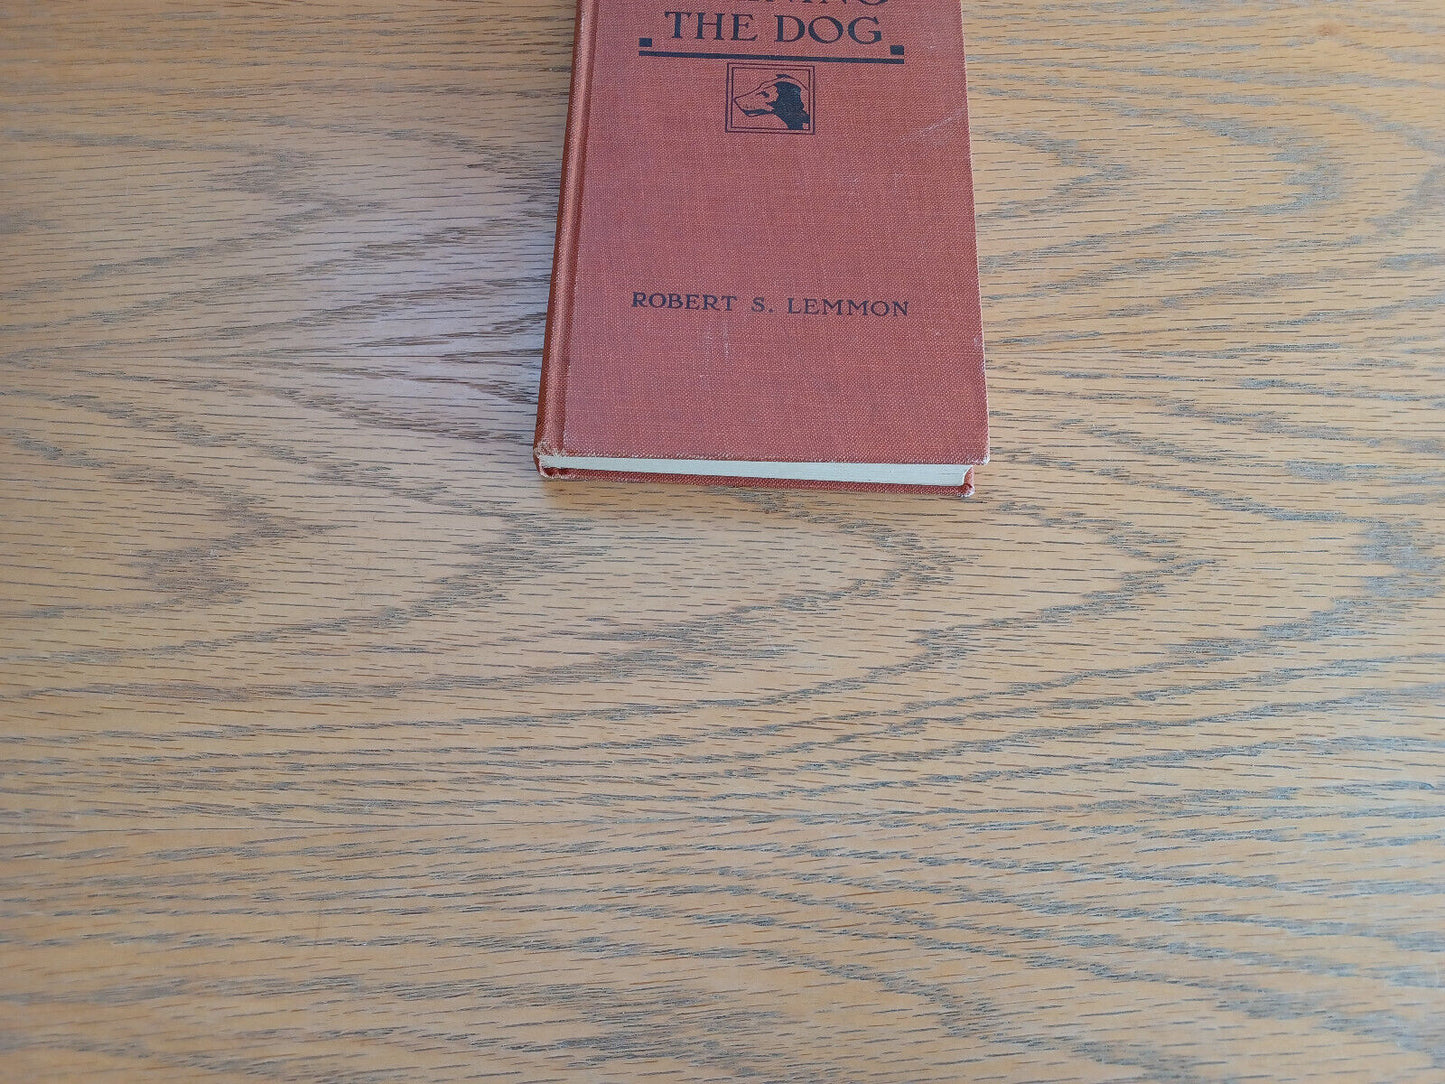 THE DOG
ROBERT S. LEMMON